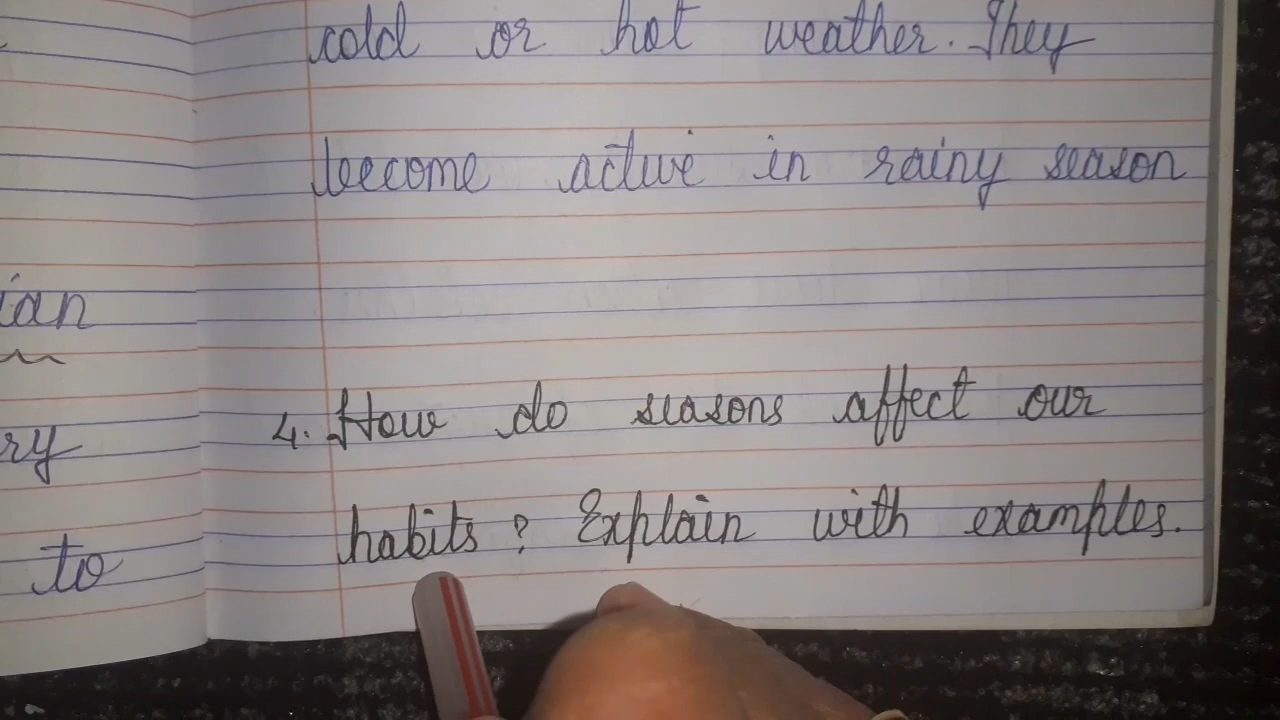 cold or hot weather. They
become active in rainy season
ian
ry
to
4. How do seasons affect our
habits? Explain with examples.